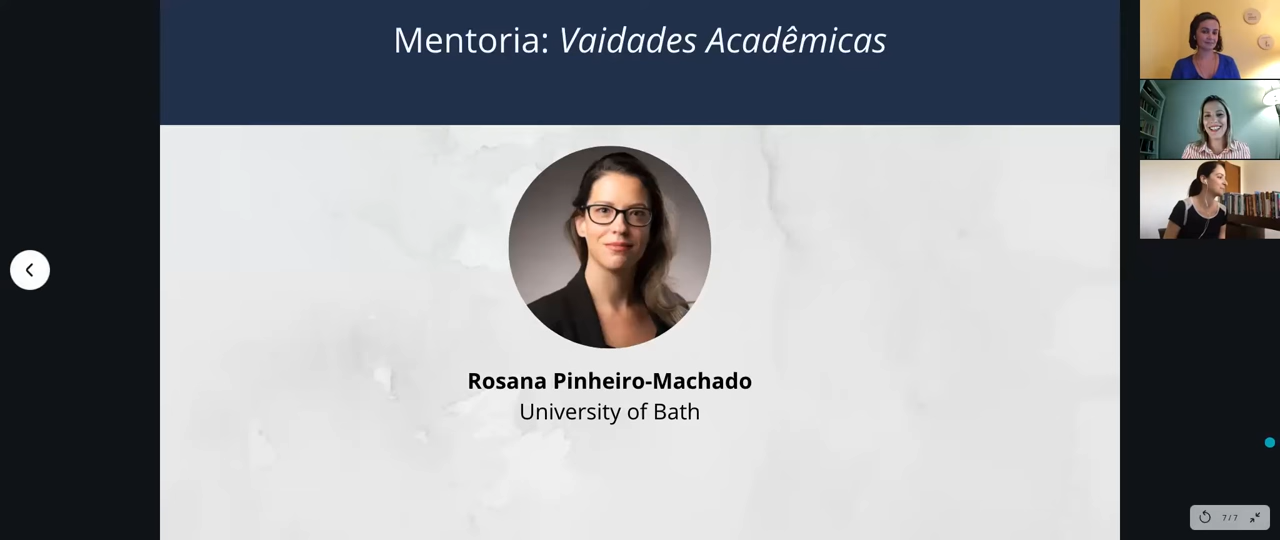 Mentoria: Vaidades Acadêmicas
Rosana Pinheiro-Machado
University of Bath
7 / 7